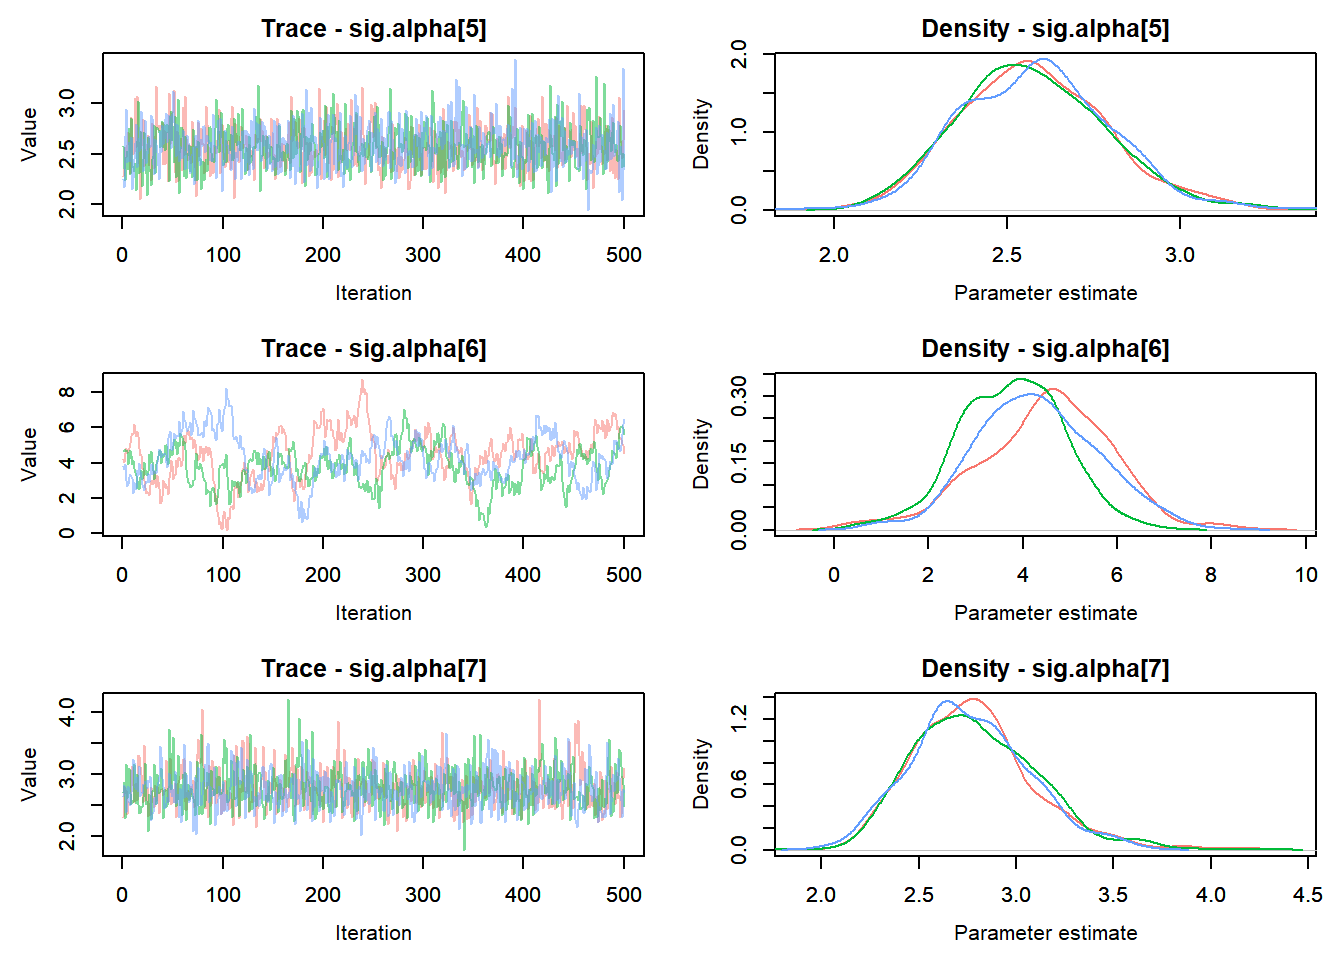 Trace - sig.alpha[5]
Value
2.0 2.5 3.0
0 100 200 300 400 500
Iteration
Density - sig.alpha[5]
Density
0.0 1.0 2.0
2.0 2.5 3.0
Parameter estimate
Trace - sig.alpha[6]
Value
0 2 4 6 8
0 100 200 300 400 500
Iteration
Density - sig.alpha[6]
Density
0.00 0.15 0.30
0 2 4 6 8 10
Parameter estimate
Trace - sig.alpha[7]
Value
2.0 3.0 4.0
0 100 200 300 400 500
Iteration
Density - sig.alpha[7]
Density
0.0 0.6 1.2
2.0 2.5 3.0 3.5 4.0 4.5
Parameter estimate